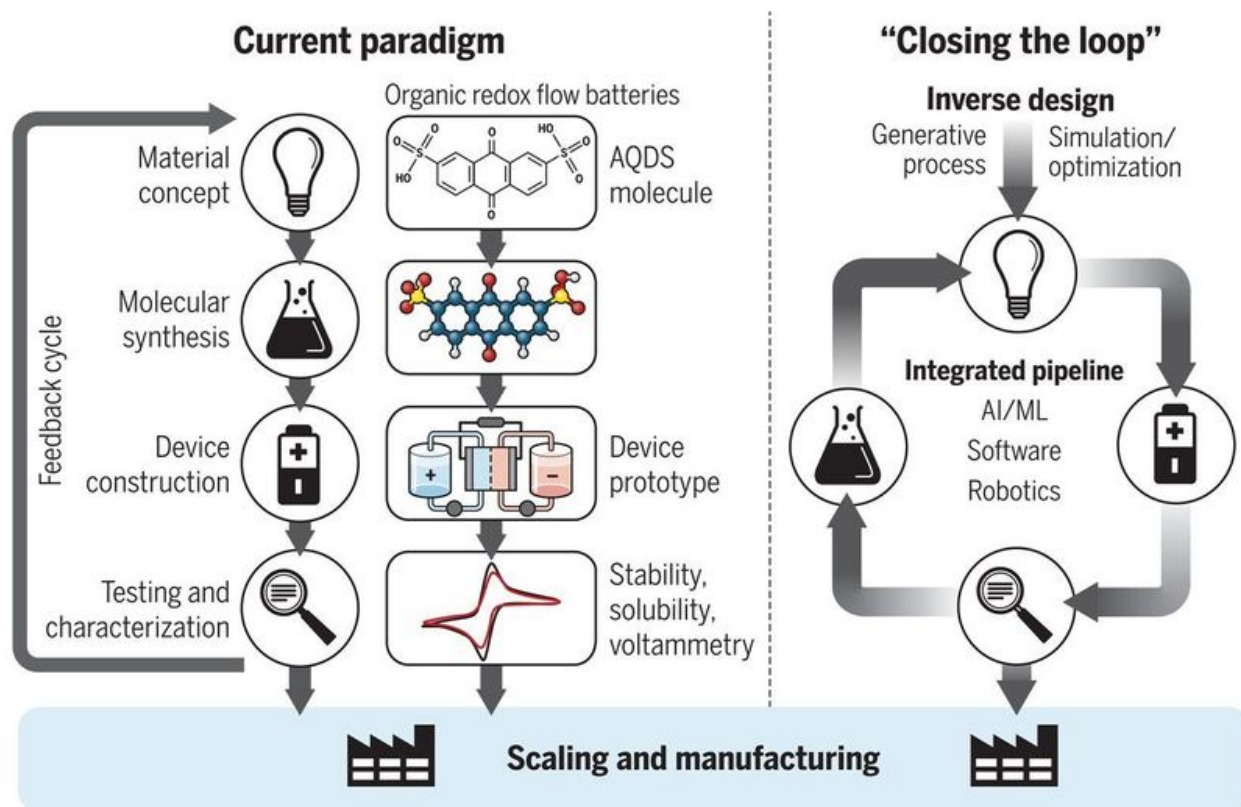 Current paradigm
Organic redox flow batteries
Feedback cycle
Material
concept
O
O
S
HO
O
O
HO
O
S
O
O
AQDS
molecule
Molecular
synthesis
Device
construction
+
+
−
Device
prototype
Testing and
characterization
Stability,
solubility,
voltammetry
“Closing the loop”
Inverse design
Generative
process
Simulation/
optimization
Integrated pipeline
AI/ML
Software
Robotics
+
Scaling and manufacturing